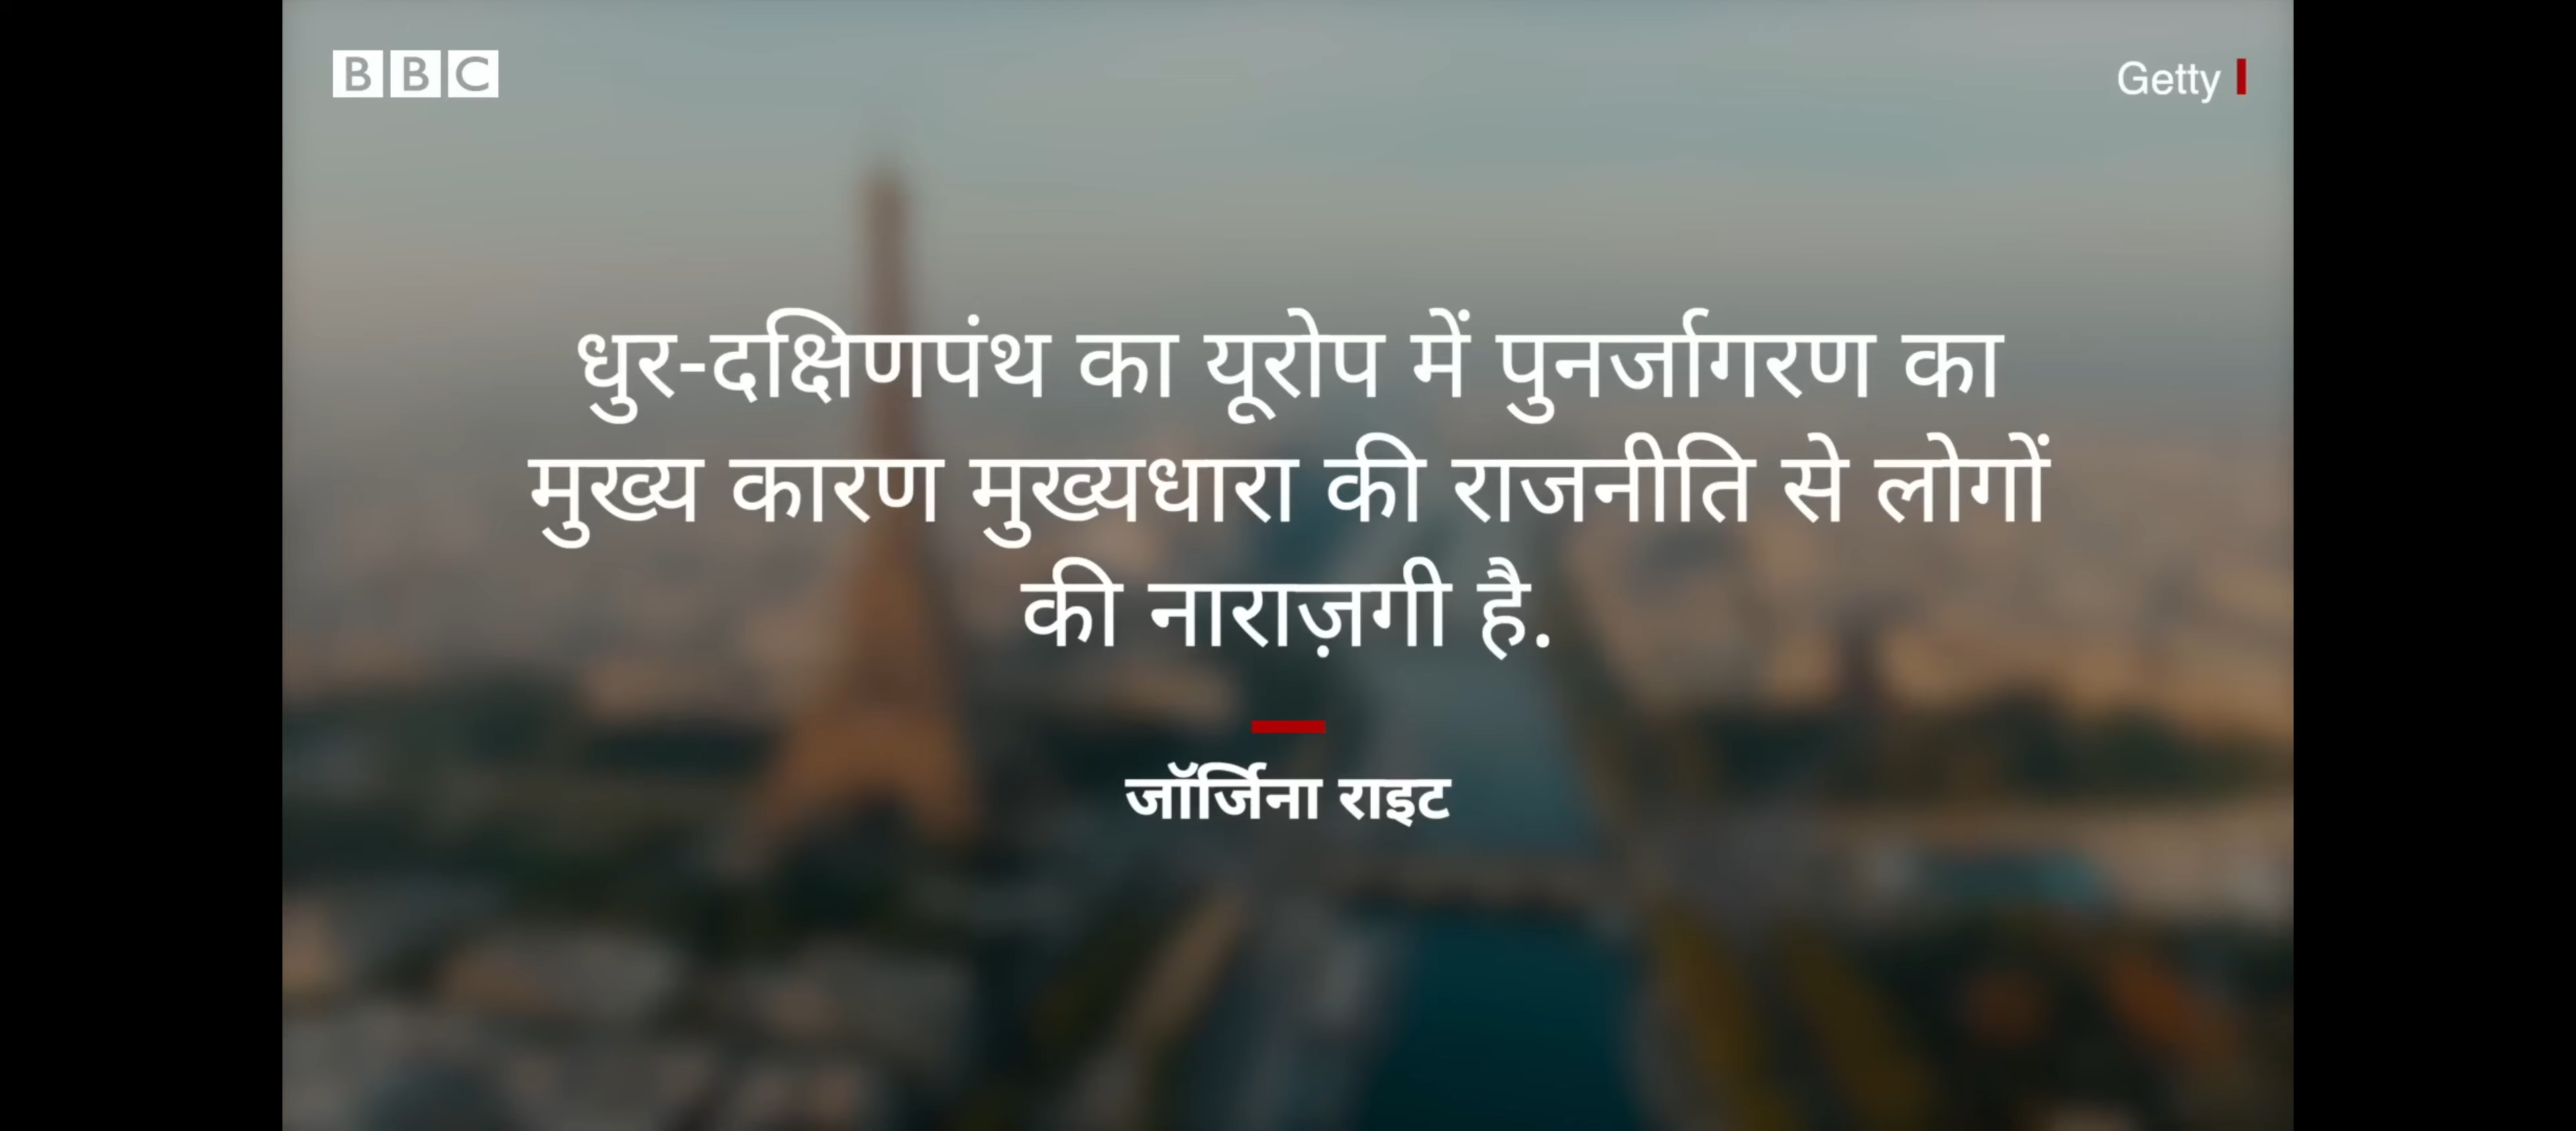 BBC
Getty
धुर-दक्षिणपंथ का यूरोप में पुनर्जागरण का
मुख्य कारण मुख्यधारा की राजनीति से लोगों
की नाराज़गी है.
जॉर्जिना राइट